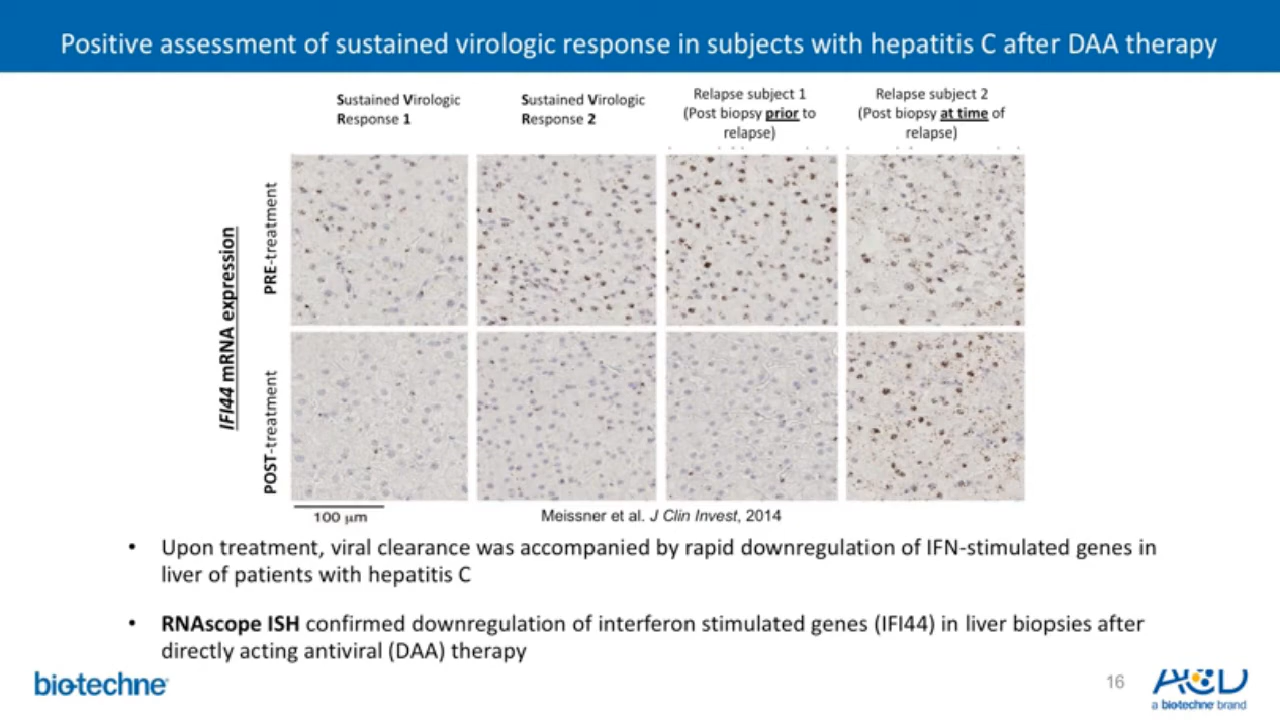 Positive assessment of sustained virologic response in subjects with hepatitis C after DAA therapy
Sustained Virologic
Response 1
Sustained Virologic
Response 2
Relapse subject 1
(Post biopsy prior to
relapse)
Relapse subject 2
(Post biopsy at time of
relapse)
IFI44 mRNA expression
PRE-treatment
POST-treatment
100 µm
Meissner et al. J Clin Invest, 2014
• Upon treatment, viral clearance was accompanied by rapid downregulation of IFN-stimulated genes in
liver of patients with hepatitis C
• RNAscope ISH confirmed downregulation of interferon stimulated genes (IFI44) in liver biopsies after
directly acting antiviral (DAA) therapy
bio-techne
16
ACD
a biotechne brand